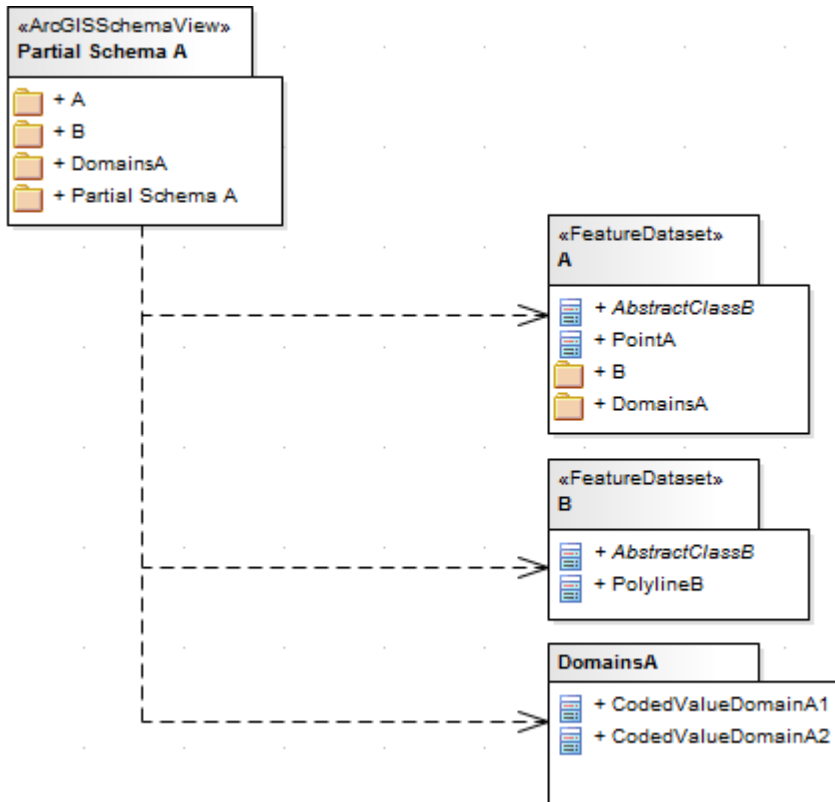 «ArcGISSchemaView»
Partial Schema A
+ A
+ B
+ DomainsA
+ Partial Schema A
«FeatureDataset»
A
+ AbstractClassB
+ PointA
+ B
+ DomainsA
«FeatureDataset»
B
+ AbstractClassB
+ PolylineB
DomainsA
+ CodedValueDomainA1
+ CodedValueDomainA2